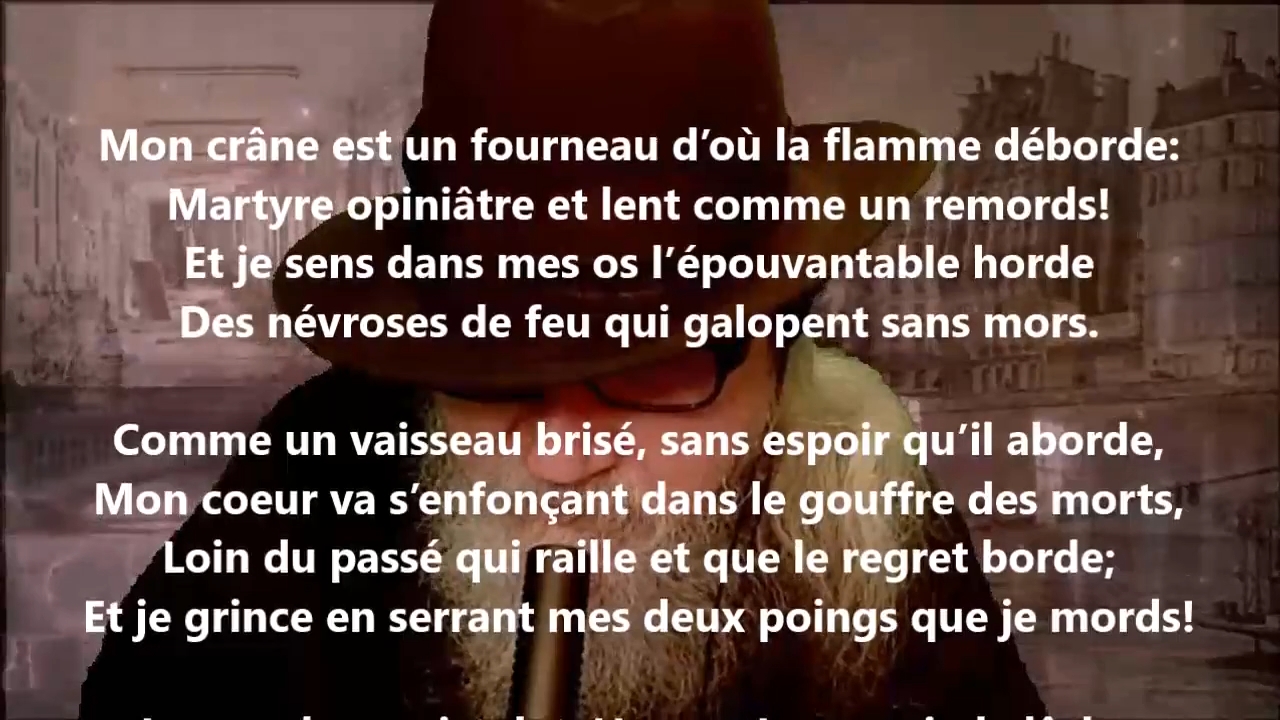 Mon crâne est un fourneau d’où la flamme déborde:
Martyre opiniâtre et lent comme un remords!
Et je sens dans mes os l’épouvantable horde
Des névroses de feu qui galopent sans mors.
Comme un vaisseau brisé, sans espoir qu’il aborde,
Mon coeur va s’enfonçant dans le gouffre des morts,
Loin du passé qui raille et que le regret borde;
Et je grince en serrant mes deux poings que je mords!